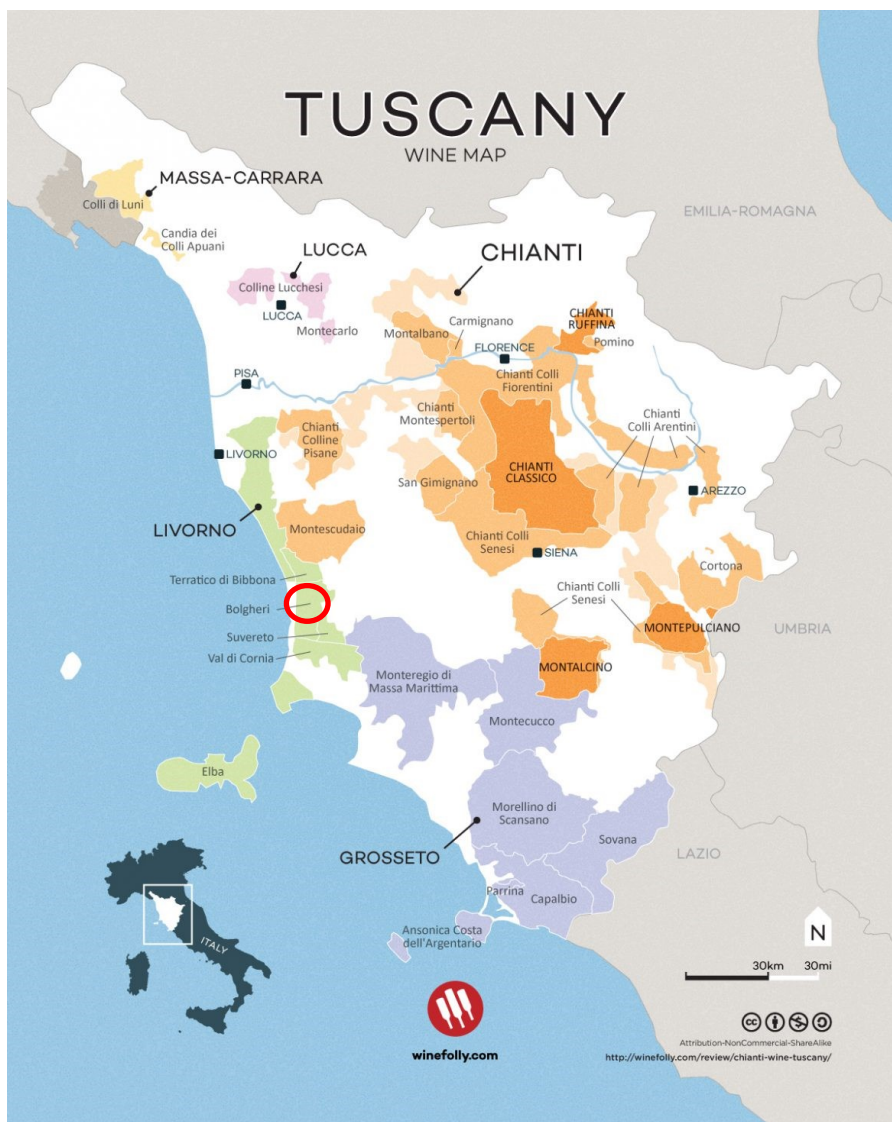 TUSCANY
WINE MAP
MASSA-CARRARA
Colli di Luni
EMILIA-ROMAGNA
Candia dei
Colli Apuani
LUCCA
CHIANTI
Colline Lucchesi
LUCCA
Montecarlo
CHIANTI
RUFFINA
Carmignano
Montalbano
Pomino
FLORENCE
PISA
Chianti Colli
Fiorentini
Chianti
Montespertoli
Chianti
Colli Arentini
Chianti
Colline
Pisane
LIVORNO
CHIANTI
CLASSICO
San Gimignano
AREZZO
LIVORNO
Montescudaio
Chianti Colli
Senesi
SIENA
Cortona
Terratico di Bibbona
Chianti Colli
Senesi
Bolgheri
MONTEPULCIANO
UMBRIA
Suvereto
Val di Cornia
MONTALCINO
Monteregio di
Massa Marittima
Montecucco
Elba
Morellino di
Scansano
Sovana
GROSSETO
LAZIO
Parrina
Capalbio
Ansonica Costa
dell'Argentario
ITALY
N
30km 30mi
winefolly.com
cc
Attribution-NonCommercial-ShareAlike
http://winefolly.com/review/chianti-wine-tuscany/